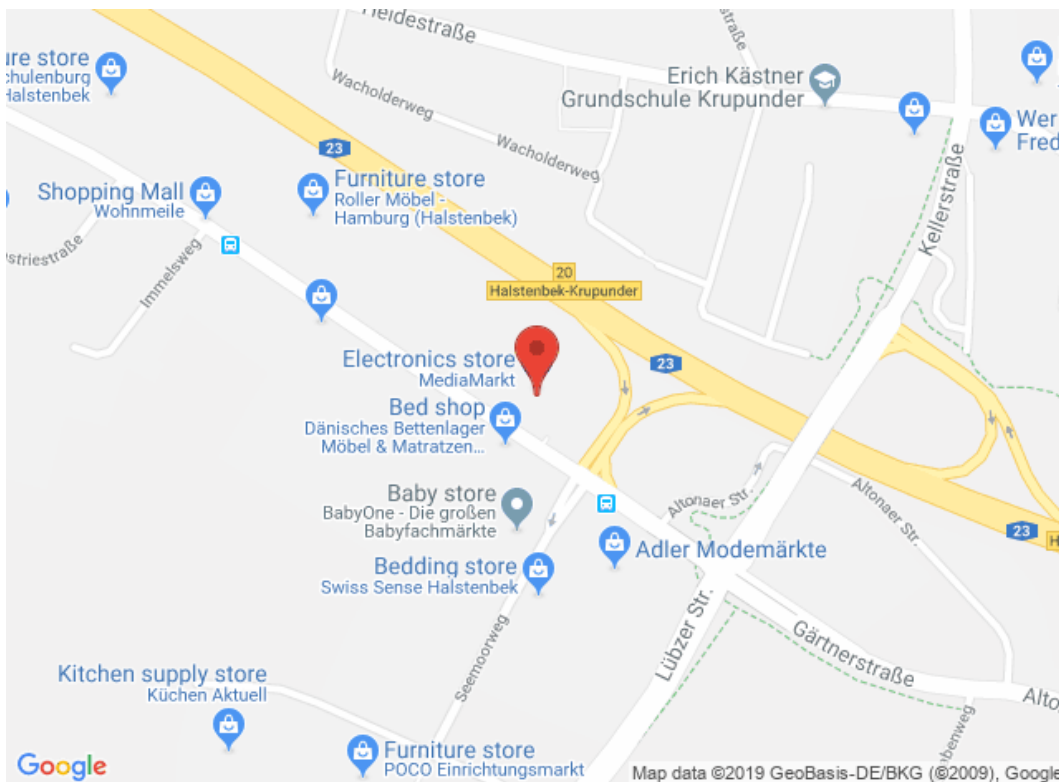 Heidestraße
straße
ure store
chulenburg
Halstenbek
Erich Kästner
Grundschule Krupunder
Wacholderweg
Wer
Fred
23
Wacholderweg
Kellerstraße
Shopping Mall
Wohnmeile
Furniture store
Roller Möbel -
Hamburg (Halstenbek)
striestraße
Immelsweg
20
Halstenbek-Krupunder
Electronics store
MediaMarkt
23
Bed shop
Dänisches Bettenlager
Möbel & Matratzen...
Baby store
BabyOne - Die großen
Babyfachmärkte
Altonaer Str.
Altonaer Str.
23
H
Adler Modemärkte
Bedding store
Swiss Sense Halstenbek
Lübzer Str.
Gärtnerstraße
Seemoorweg
Kitchen supply store
Küchen Aktuell
Alto
benweg
Furniture store
POCO Einrichtungsmarkt
Google
Map data ©2019 GeoBasis-DE/BKG (©2009), Google